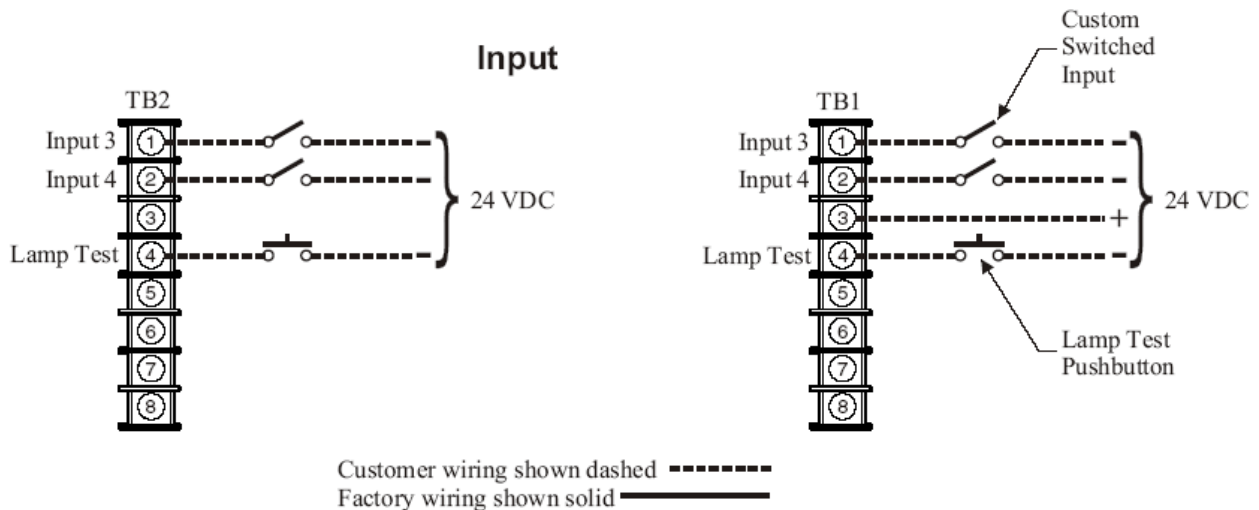 Input
Custom
Switched
Input
TB2
Input 3
1
Input 4
2
3
Lamp Test
4
5
6
7
8
−
−
−
24 VDC
TB1
Input 3
1
Input 4
2
3
Lamp Test
4
5
6
7
8
−
−
+
−
24 VDC
Lamp Test
Pushbutton
Customer wiring shown dashed
Factory wiring shown solid